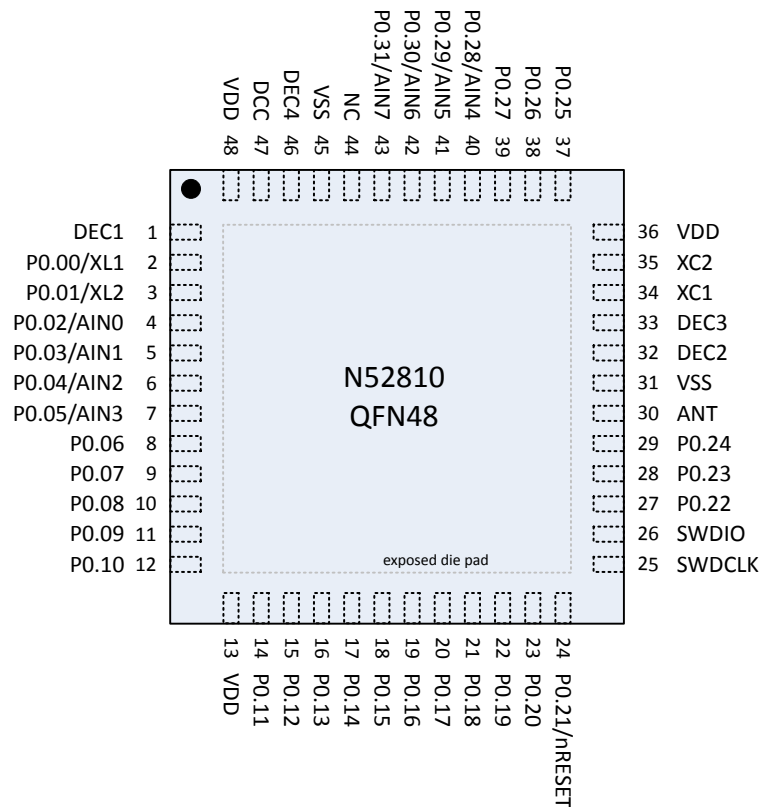 P0.31/AIN7
P0.30/AIN6
P0.29/AIN5
P0.28/AIN4
P0.27
P0.26
P0.25
VDD
DCC
DEC4
VSS
NC
48 47 46 45 44 43 42 41 40 39 38 37
DEC1 1
P0.00/XL1 2
P0.01/XL2 3
P0.02/AIN0 4
P0.03/AIN1 5
P0.04/AIN2 6
P0.05/AIN3 7
P0.06 8
P0.07 9
P0.08 10
P0.09 11
P0.10 12
N52810
QFN48
exposed die pad
36 VDD
35 XC2
34 XC1
33 DEC3
32 DEC2
31 VSS
30 ANT
29 P0.24
28 P0.23
27 P0.22
26 SWDIO
25 SWDCLK
13 VDD
14 P0.11
15 P0.12
16 P0.13
17 P0.14
18 P0.15
19 P0.16
20 P0.17
21 P0.18
22 P0.19
23 P0.20
24 P0.21/nRESET